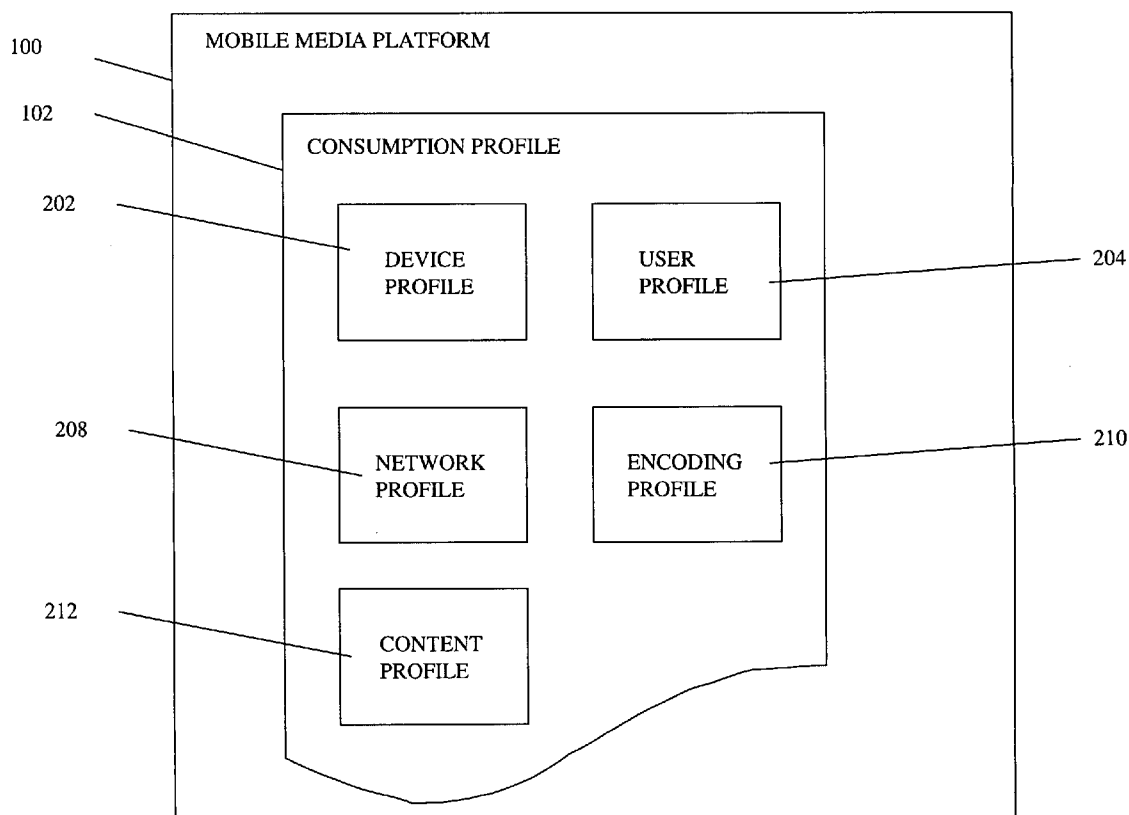 MOBILE MEDIA PLATFORM
100
102
CONSUMPTION PROFILE
202
DEVICE
PROFILE
USER
PROFILE
204
208
NETWORK
PROFILE
ENCODING
PROFILE
210
212
CONTENT
PROFILE